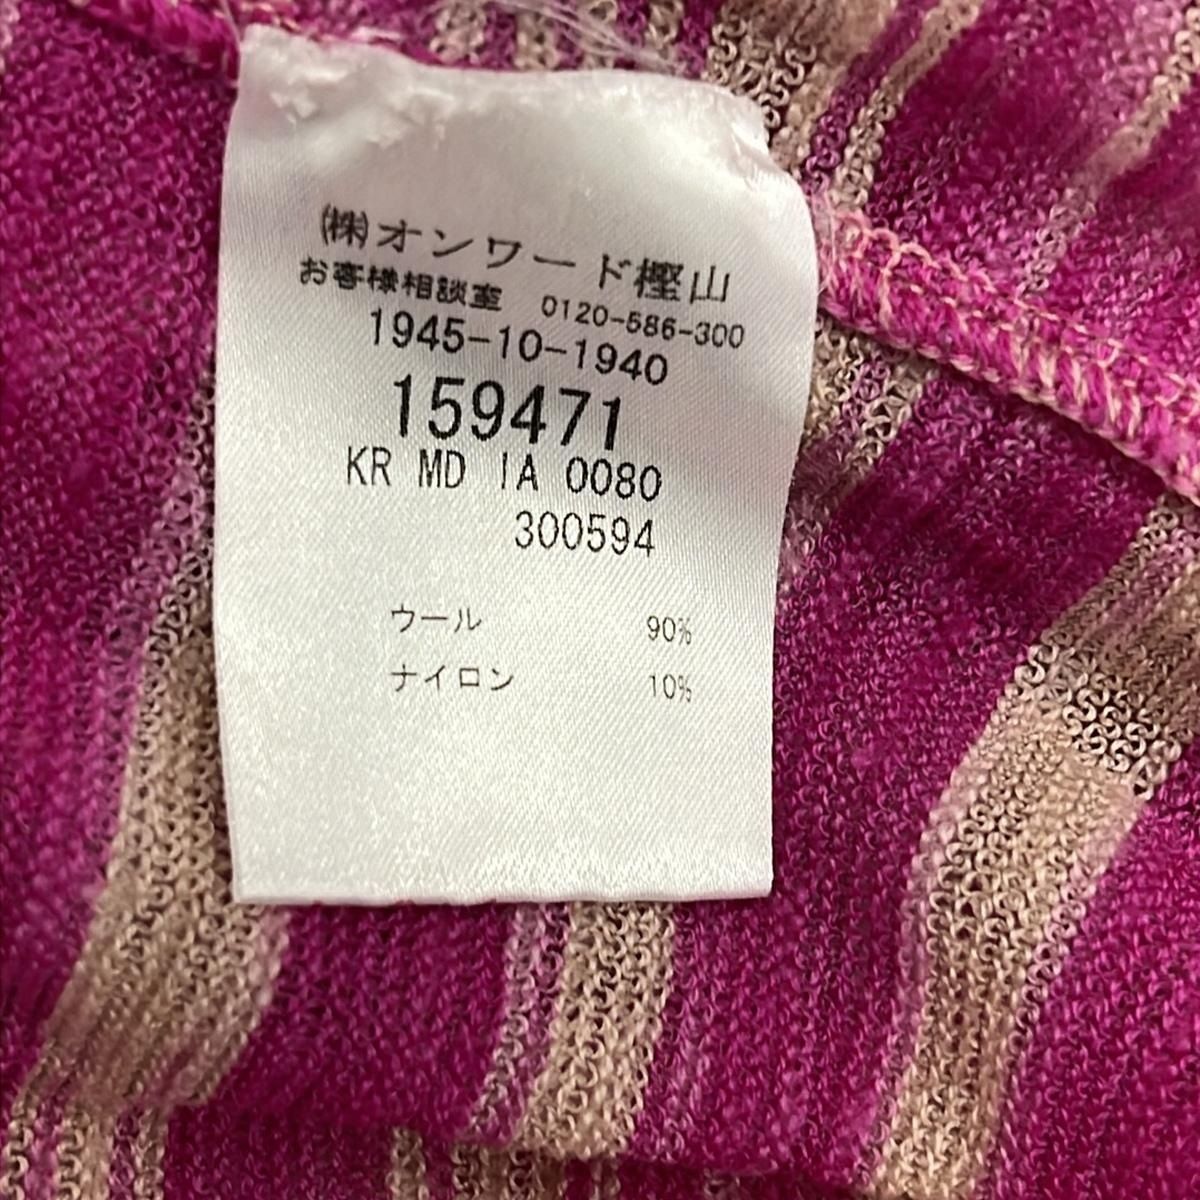 ㈱オンワード樫山
お客様相談室 0120-586-300
1945-10-1940
159471
KR MD IA 0080
300594
ウール 90%
ナイロン 10%